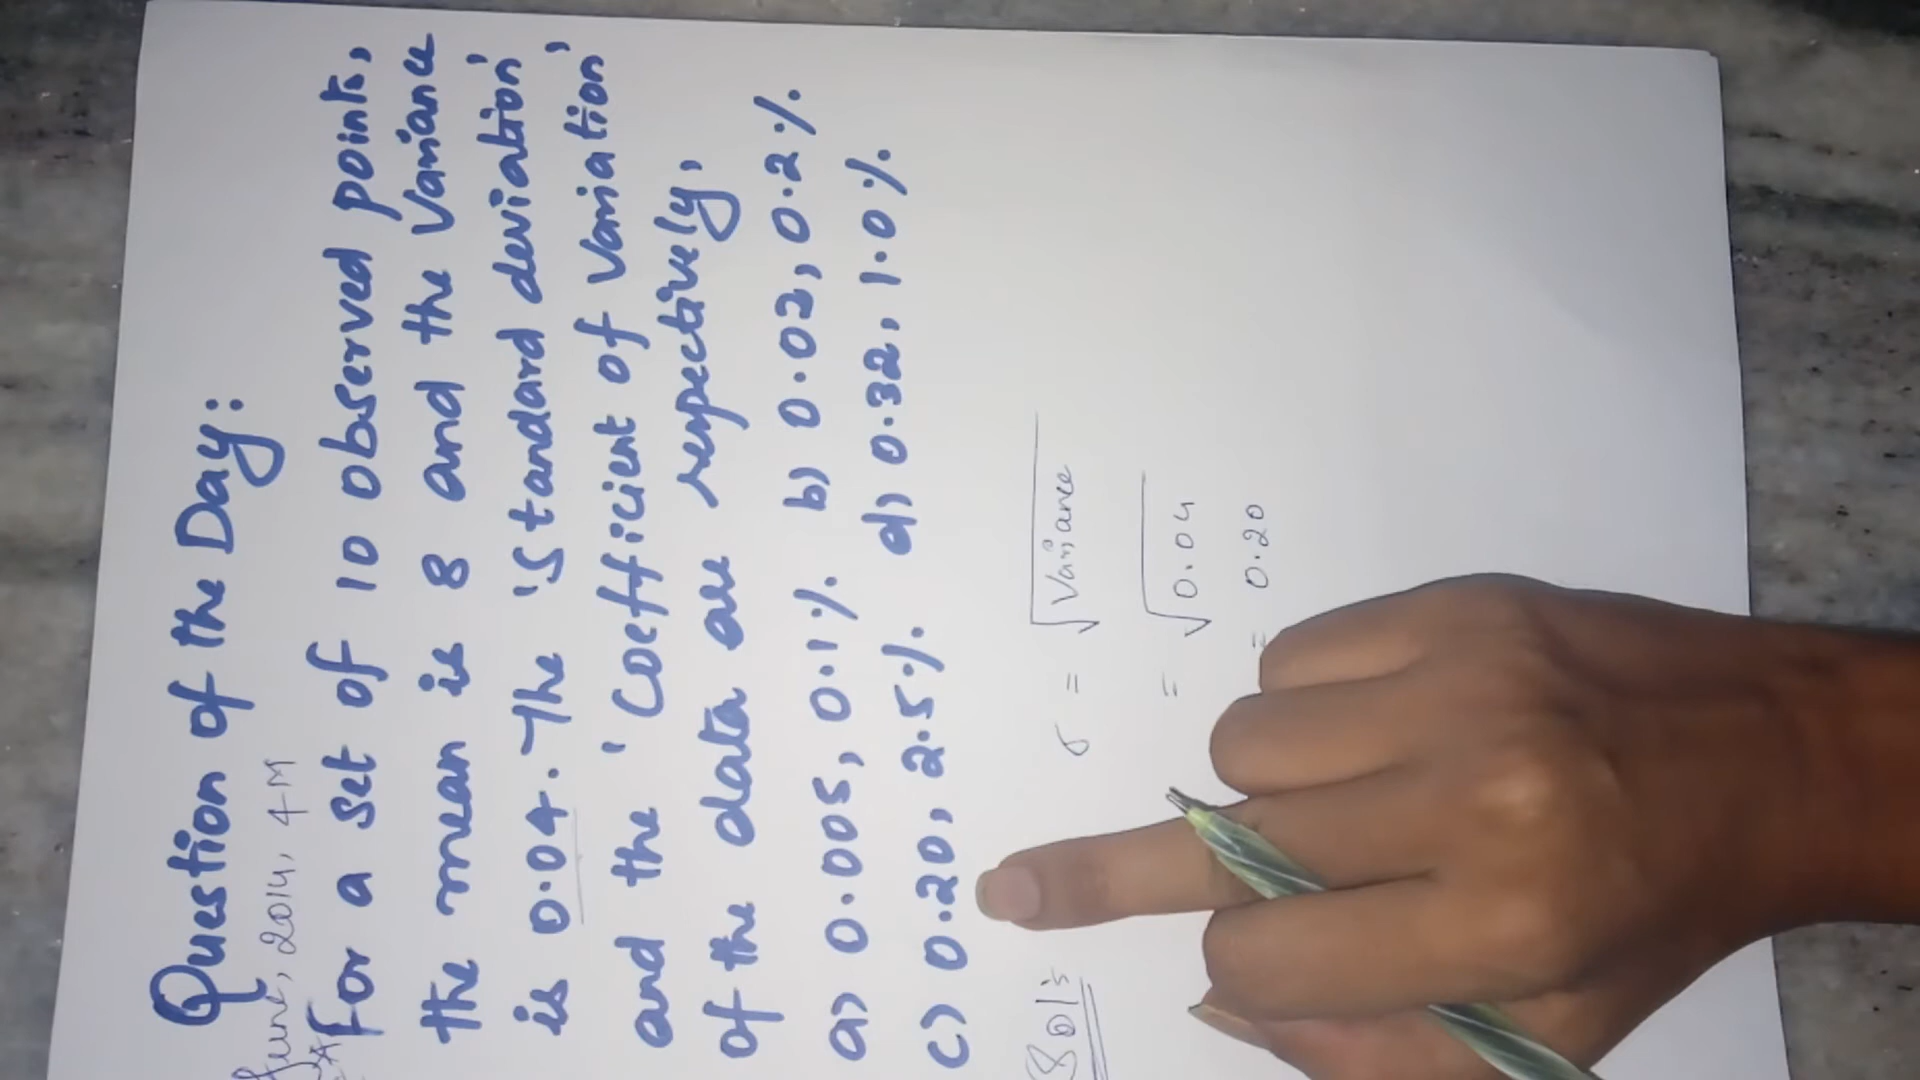 Question of the Day:
June, 2014, 4M
For a set of 10 observed points,
the mean is 8 and the Variance
is 0.04. The 'Standard deviation'
and the 'Coefficient of Variation'
of the data are respectively,
a) 0.005, 0.1% b) 0.02, 0.2%
c) 0.20, 2.5% d) 0.32, 1.0%
Sol:
σ = √Variance
= √0.04
= 0.20